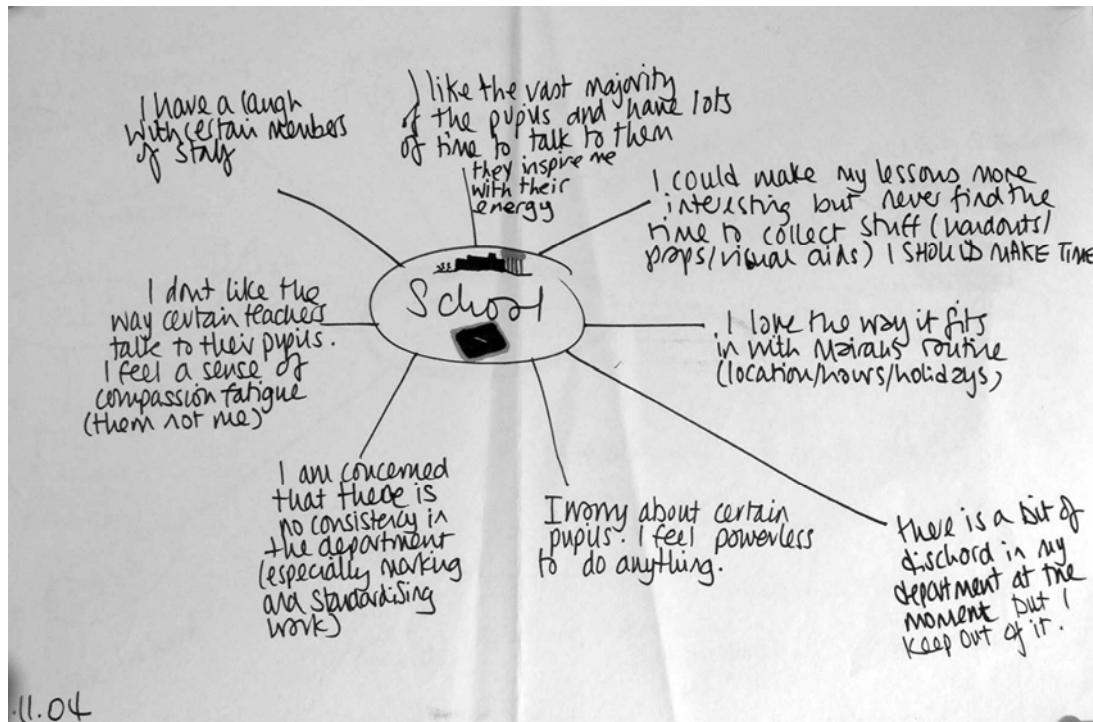 I have a laugh
with certain members
of staff
I like the vast majority
of the pupils and have lots
of time to talk to them
they inspire me
with their
energy
I could make my lessons more
interesting but never find the
time to collect stuff (handouts/
props/visual aids) I SHOULD MAKE TIME
School
I dont like the
way certain teachers
talk to their pupils.
I feel a sense of
compassion fatigue
(them not me)
I love the way it fits
in with routine
(location/hours/holidays)
I am concerned
that there is
no consistency in
the department
(especially marking
and standardising
work)
I worry about certain
pupils. I feel powerless
to do anything.
there is a bit of
dischord in my
department at the
moment but I
keep out of it.
11.04